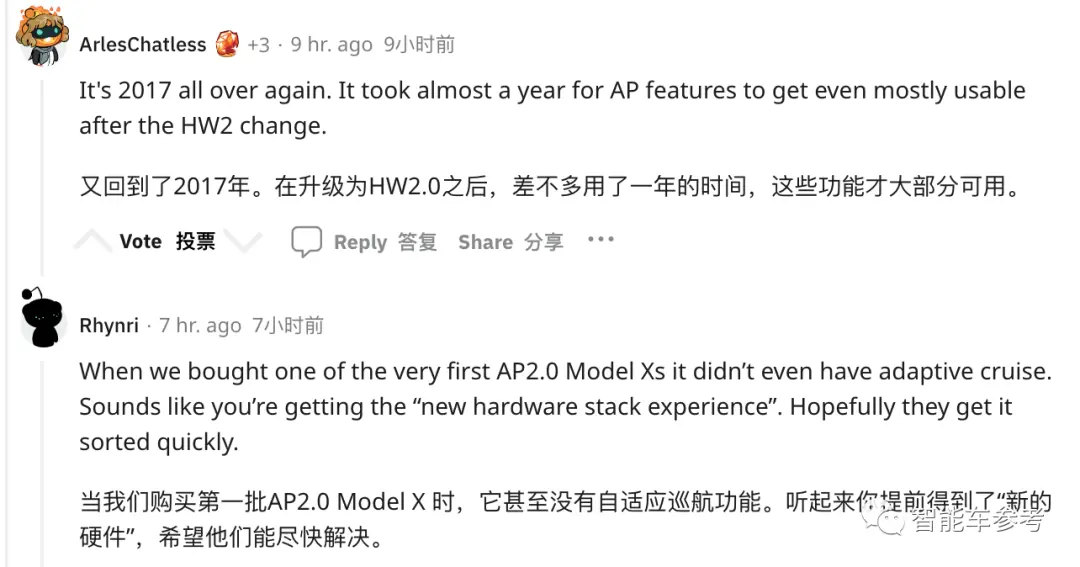 ArlesChatless +3 · 9 hr. ago 9小时前
It's 2017 all over again. It took almost a year for AP features to get even mostly usable
after the HW2 change.
又回到了2017年。在升级为HW2.0之后，差不多用了一年的时间，这些功能才大部分可用。
Vote 投票 Reply 答复 Share 分享 ···
Rhynri · 7 hr. ago 7小时前
When we bought one of the very first AP2.0 Model Xs it didn’t even have adaptive cruise.
Sounds like you’re getting the “new hardware stack experience”. Hopefully they get it
sorted quickly.
当我们购买第一批AP2.0 Model X 时，它甚至没有自适应巡航功能。听起来你提前得到了“新的
硬件”，希望他们能尽快解决。
智能车参考